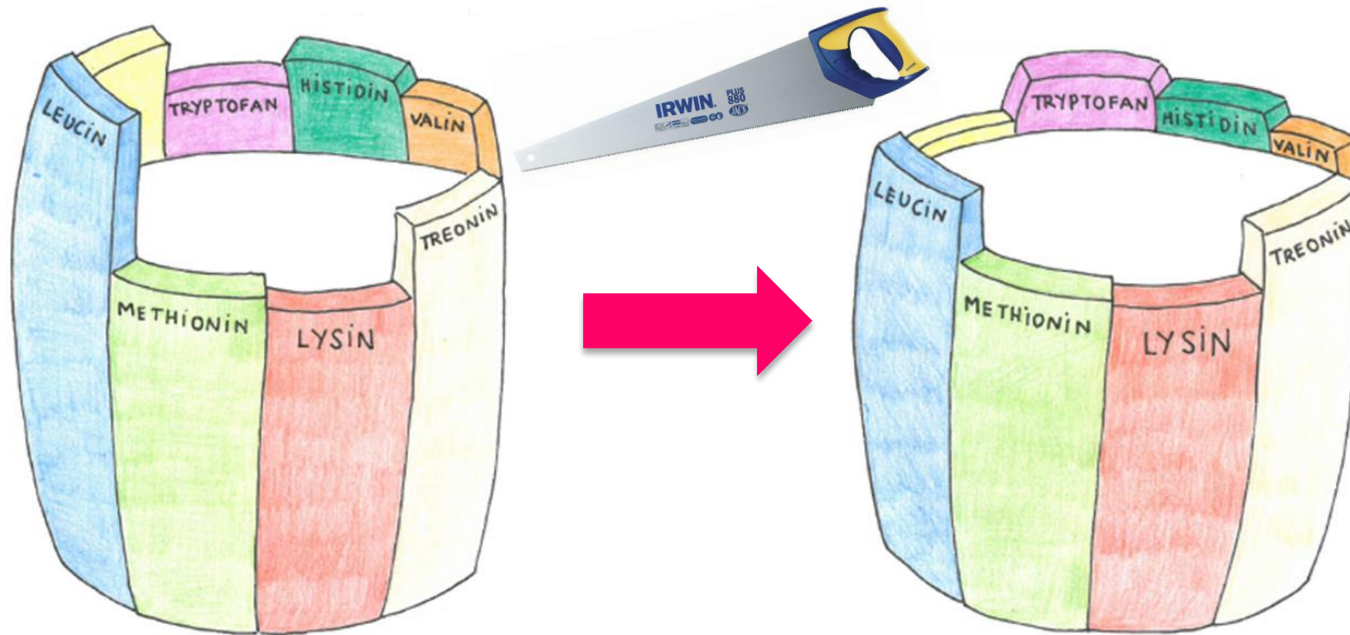 LEUCIN
TRYPTOFAN
HISTIDIN
VALIN
TREONIN
METHIONIN
LYSIN
IRWIN.
PLUS
880
TRYPTOFAN
HISTIDIN
VALIN
LEUCIN
TREONIN
METHIONIN
LYSIN